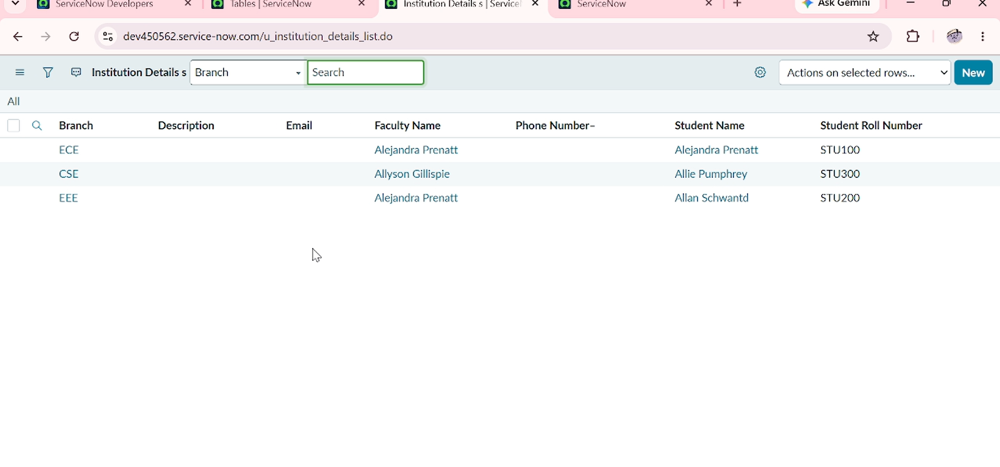 ServiceNow Developers
Tables | ServiceNow
Institution Details s | Service
ServiceNow
Ask Gemini
dev450562.service-now.com/u_institution_details_list.do
Institution Details s Branch Search Actions on selected rows... New
All
Branch Description Email Faculty Name Phone Number- Student Name Student Roll Number
ECE Alejandra Prenatt Alejandra Prenatt STU100
CSE Allyson Gillispie Allie Pumphrey STU300
EEE Alejandra Prenatt Allan Schwantd STU200